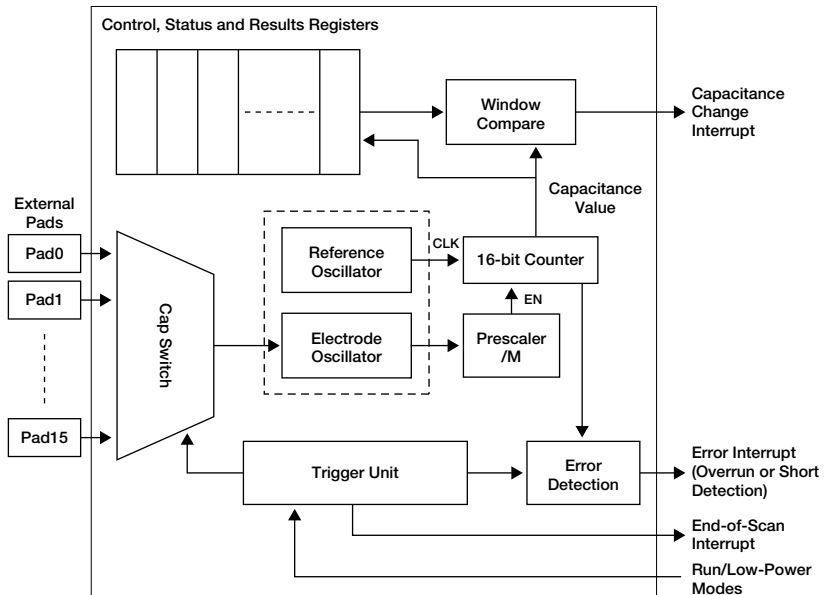 Control, Status and Results Registers
Window
Compare
Capacitance
Change
Interrupt
Capacitance
Value
External
Pads
Pad0
Pad1
Pad15
Cap Switch
Reference
Oscillator
CLK
16-bit Counter
EN
Electrode
Oscillator
Prescaler
/M
Trigger Unit
Error
Detection
Error Interrupt
(Overrun or Short
Detection)
End-of-Scan
Interrupt
Run/Low-Power
Modes